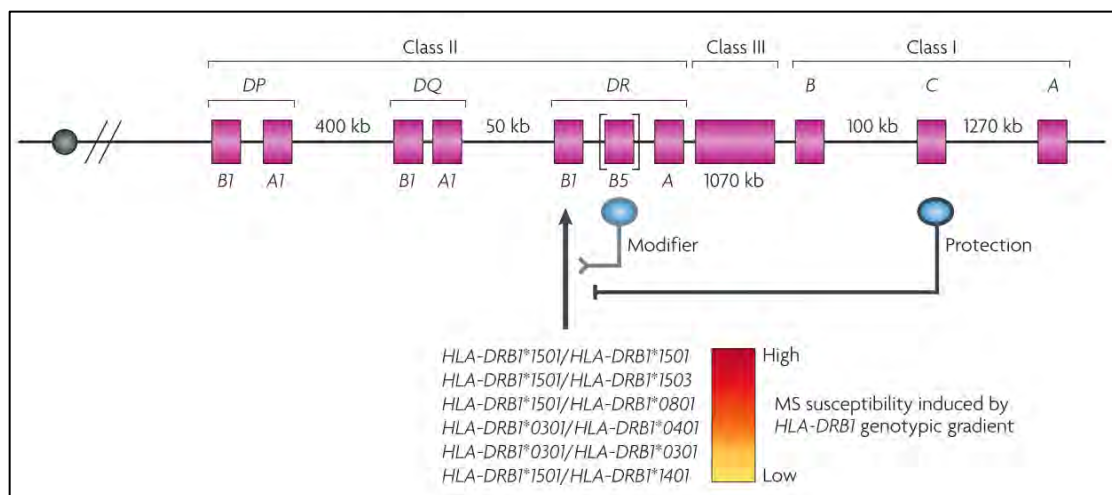 Class II Class III Class I
DP DQ DR B C A
400 kb 50 kb 100 kb 1270 kb
B1 A1 B1 A1 B1 B5 A 1070 kb
Modifier Protection
HLA-DRB1*1501/HLA-DRB1*1501 High
HLA-DRB1*1501/HLA-DRB1*1503
HLA-DRB1*1501/HLA-DRB1*0801 MS susceptibility induced by
HLA-DRB1*0301/HLA-DRB1*0401 HLA-DRB1 genotypic gradient
HLA-DRB1*0301/HLA-DRB1*0301
HLA-DRB1*1501/HLA-DRB1*1401 Low